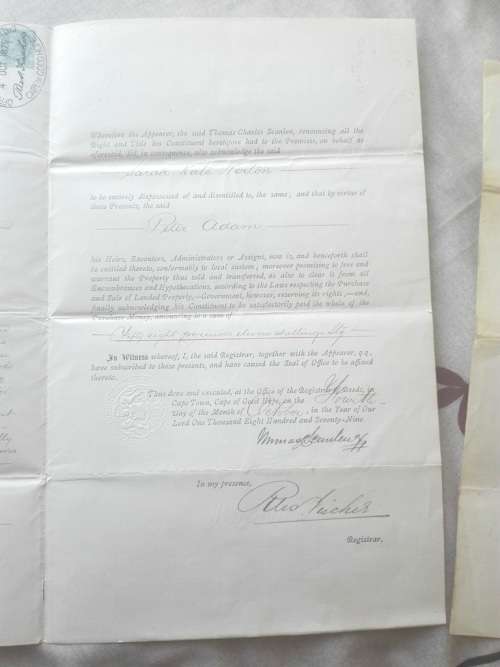 Wherefore the Appearer, the said Thomas Charles Scanlen, renouncing all the
Right and Title his Constituent heretofore had to the Premises, on behalf as
aforesaid, did, in consequence, also acknowledge the said
Sarah Kate Norton
to be entirely dispossessed of and disentitled to, the same; and that by virtue of
these Presents, the said
Peter Adam
his Heirs, Executors, Administrators or Assigns, now is, and henceforth shall
be entitled thereto, conformably to local custom; moreover promising to free and
warrant the Property thus sold and transferred, as also to clear it from all
Encumbrances and Hypothecations, according to the Laws respecting the Purchase
and Sale of Landed Property,—Government, however, reserving its rights,—and,
finally acknowledging his Constituent to be satisfactorily paid the whole of the
Purchase Money, amounting to a sum of
Fifty eight pounds eleven shillings Stg
In Witness whereof, I, the said Registrar, together with the Appearer, q.q.
have subscribed to these presents, and have caused the Seal of Office to be affixed
thereto.
Thus done and executed, at the Office of the Registrar of Deeds, in
Cape Town, Cape of Good Hope, on the Fourth
Day of the Month of October, in the Year of Our
Lord One Thousand Eight Hundred and Seventy-Nine.
In my presence,
Registrar.